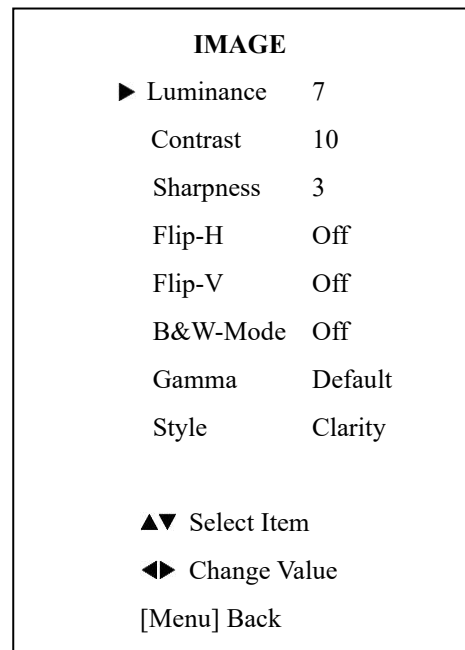 IMAGE
▶ Luminance 7
Contrast 10
Sharpness 3
Flip-H Off
Flip-V Off
B&W-Mode Off
Gamma Default
Style Clarity
▲▼ Select Item
◀▶ Change Value
[Menu] Back